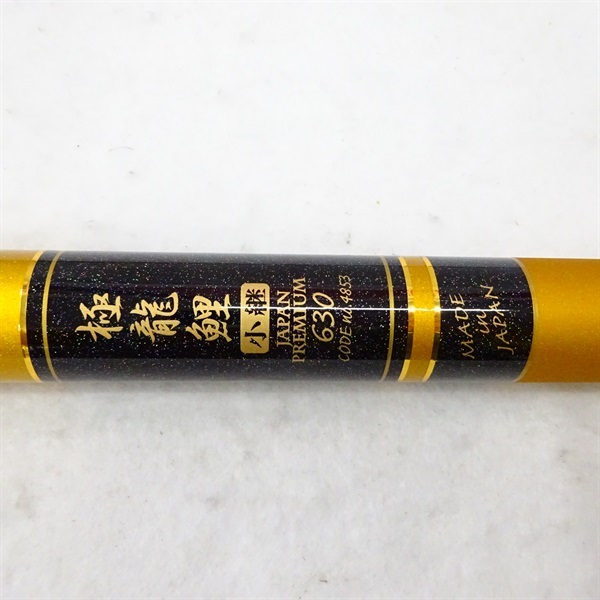 極龍鯉
小継
JAPAN
PREMIUM
630
CODE no.4853
MADE
in
JAPAN